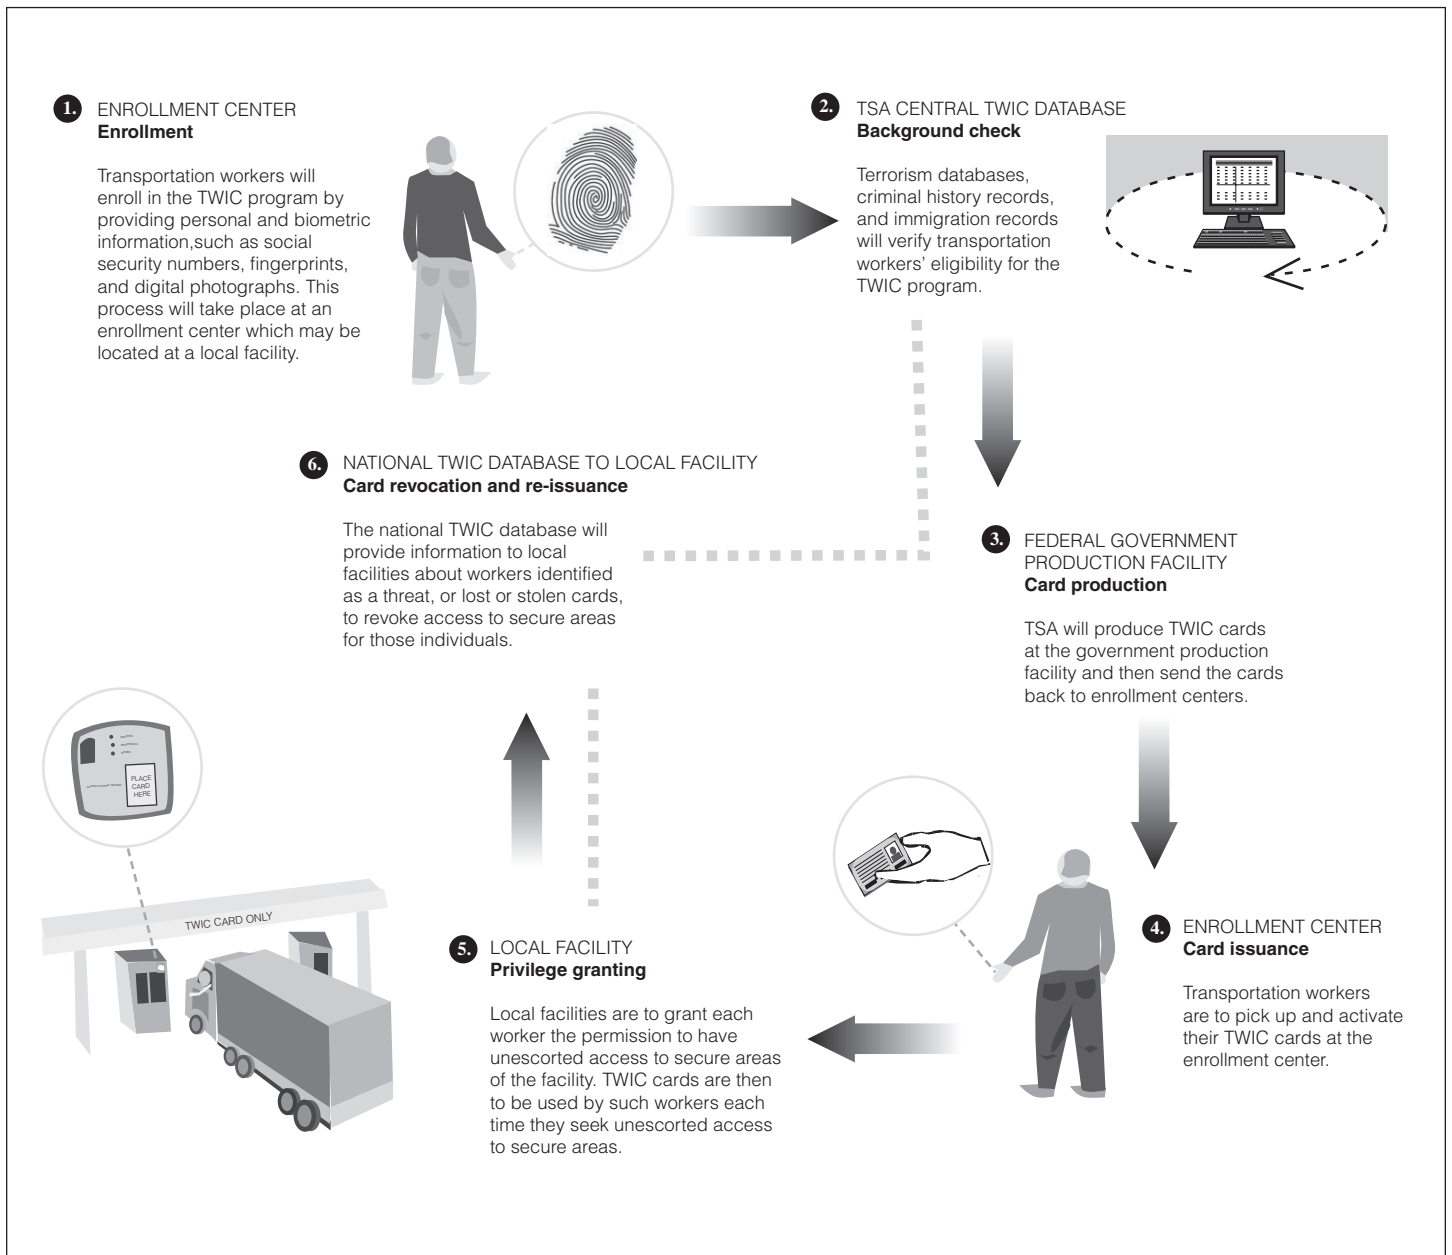 1. ENROLLMENT CENTER
Enrollment
Transportation workers will
enroll in the TWIC program by
providing personal and biometric
information,such as social
security numbers, fingerprints,
and digital photographs. This
process will take place at an
enrollment center which may be
located at a local facility.
2. TSA CENTRAL TWIC DATABASE
Background check
Terrorism databases,
criminal history records,
and immigration records
will verify transportation
workers’ eligibility for the
TWIC program.
3. FEDERAL GOVERNMENT
PRODUCTION FACILITY
Card production
TSA will produce TWIC cards
at the government production
facility and then send the cards
back to enrollment centers.
4. ENROLLMENT CENTER
Card issuance
Transportation workers
are to pick up and activate
their TWIC cards at the
enrollment center.
5. LOCAL FACILITY
Privilege granting
Local facilities are to grant each
worker the permission to have
unescorted access to secure areas
of the facility. TWIC cards are then
to be used by such workers each
time they seek unescorted access
to secure areas.
6. NATIONAL TWIC DATABASE TO LOCAL FACILITY
Card revocation and re-issuance
The national TWIC database will
provide information to local
facilities about workers identified
as a threat, or lost or stolen cards,
to revoke access to secure areas
for those individuals.
PLACE
CARD
HERE
TWIC CARD ONLY